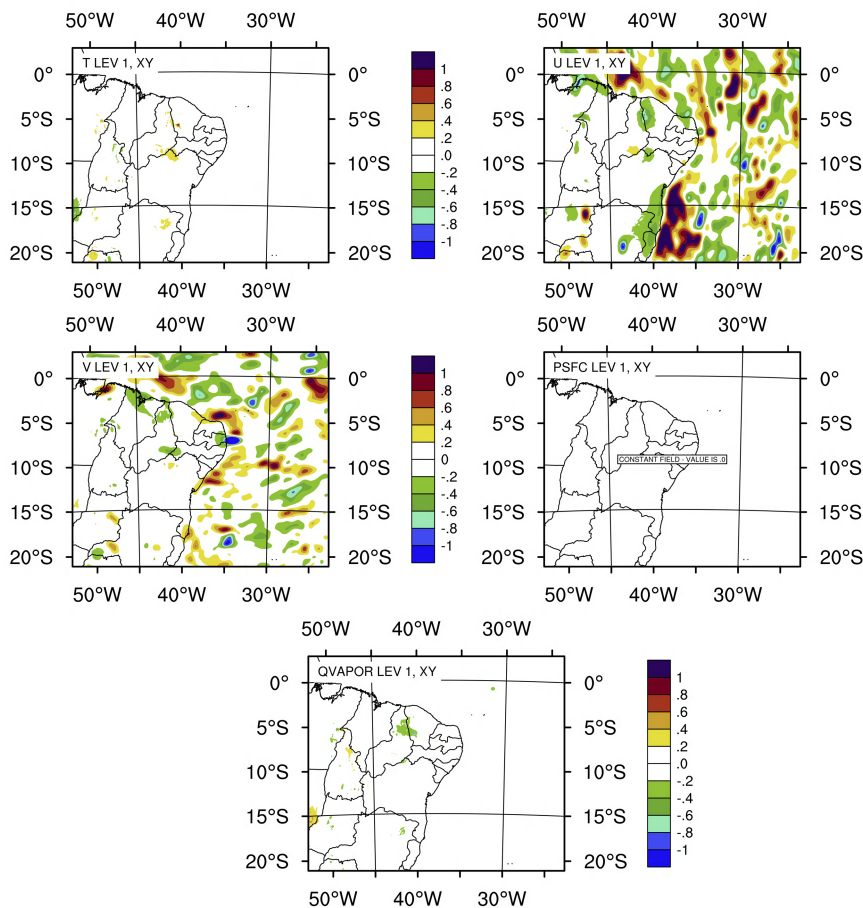 50°W 40°W 30°W 50°W 40°W 30°W
T LEV 1, XY U LEV 1, XY
0° 0° 1 0° 0°
.8
5°S 5°S .6 5°S 5°S
.4
.2
10°S 10°S .0 10°S 10°S
-.2
15°S 15°S -.4 15°S 15°S
-.6
-.8
20°S 20°S -1 20°S 20°S
50°W 40°W 30°W 50°W 40°W 30°W
50°W 40°W 30°W 50°W 40°W 30°W
V LEV 1, XY PSFC LEV 1, XY
0° 0° 1 0° 0°
.8
5°S 5°S .6 5°S 5°S
.4
.2
10°S 10°S 0 CONSTANT FIELD - VALUE IS .0 10°S 10°S
-.2
15°S 15°S -.4 15°S 15°S
-.6
-.8
20°S 20°S -1 20°S 20°S
50°W 40°W 30°W 50°W 40°W 30°W
50°W 40°W 30°W
QVAPOR LEV 1, XY
0° 0° 1
.8
5°S 5°S .6
.4
.2
10°S 10°S .0
-.2
15°S 15°S -.4
-.6
-.8
20°S 20°S -1
50°W 40°W 30°W